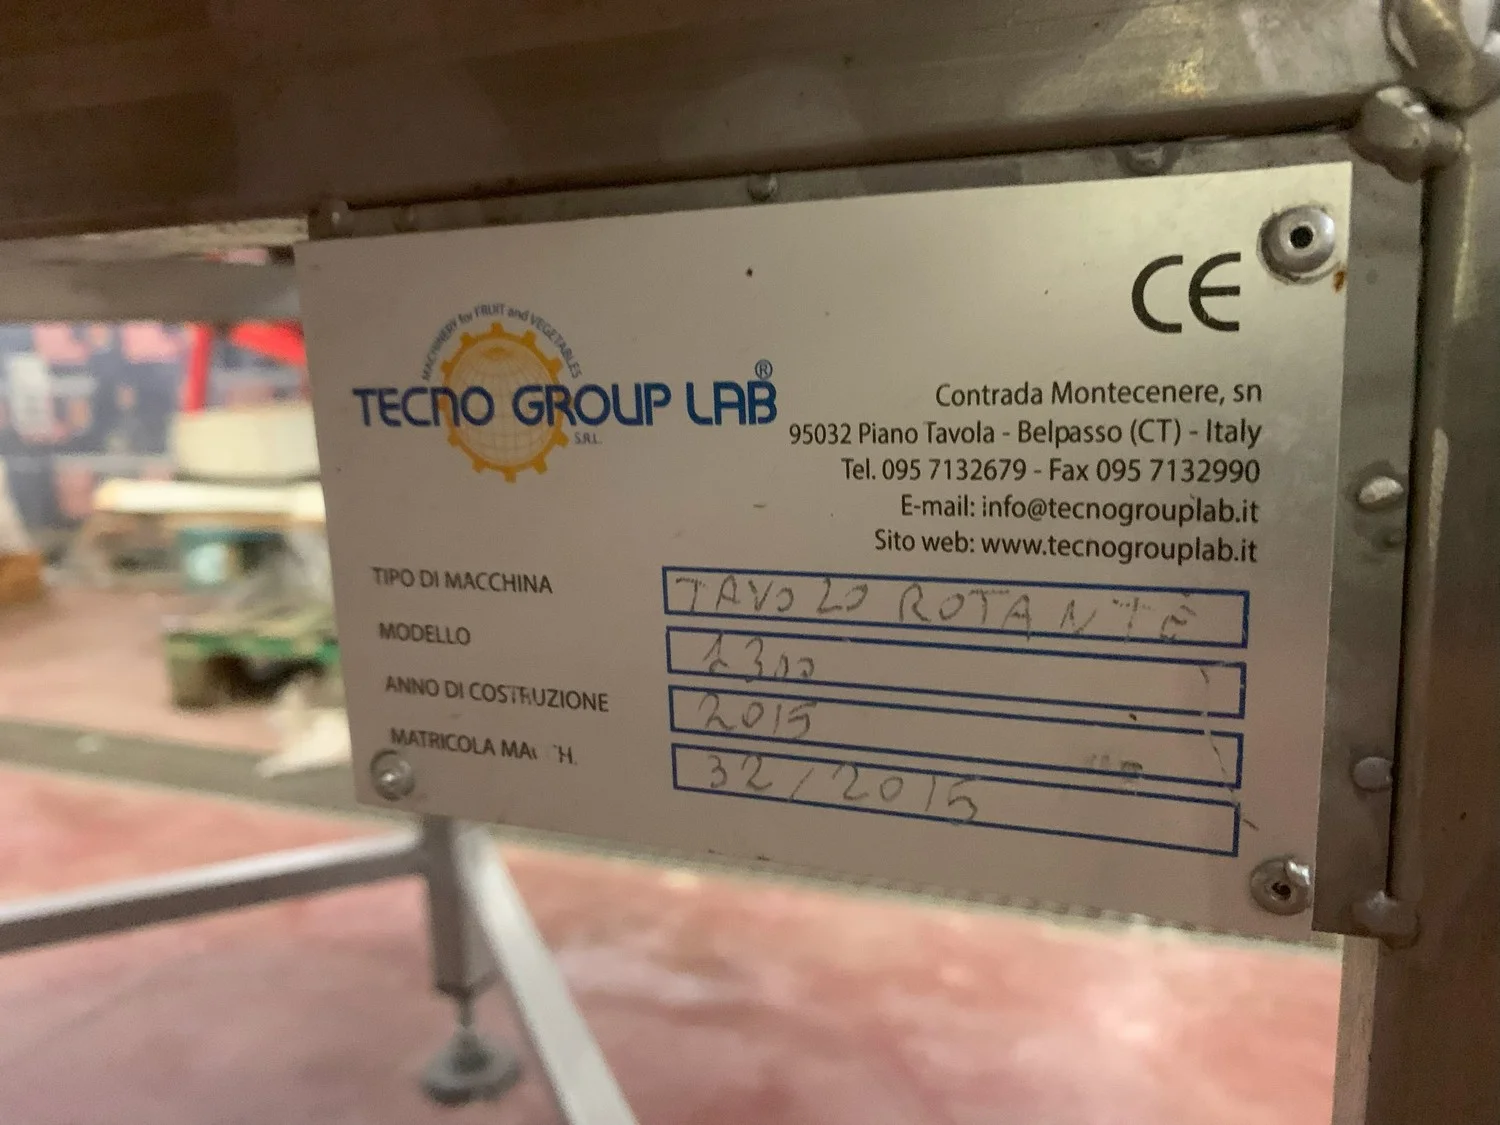 CE
MACHINERY for FRUIT and VEGETABLES
TECNO GROUP LAB ®
S.R.L.
Contrada Montecenere, sn
95032 Piano Tavola - Belpasso (CT) - Italy
Tel. 095 7132679 - Fax 095 7132990
E-mail: info@tecnogrouplab.it
Sito web: www.tecnogrouplab.it
TIPO DI MACCHINA TAVOLO ROTANTE
MODELLO 1300
ANNO DI COSTRUZIONE 2015
MATRICOLA 32/2015